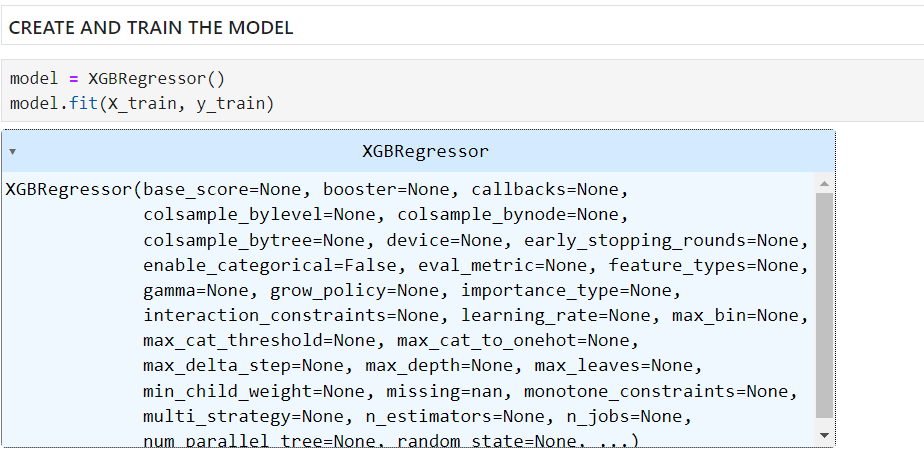 CREATE AND TRAIN THE MODEL
model = XGBRegressor()
model.fit(X_train, y_train)
XGBRegressor
XGBRegressor(base_score=None, booster=None, callbacks=None,
colsample_bylevel=None, colsample_bynode=None,
colsample_bytree=None, device=None, early_stopping_rounds=None,
enable_categorical=False, eval_metric=None, feature_types=None,
gamma=None, grow_policy=None, importance_type=None,
interaction_constraints=None, learning_rate=None, max_bin=None,
max_cat_threshold=None, max_cat_to_onehot=None,
max_delta_step=None, max_depth=None, max_leaves=None,
min_child_weight=None, missing=nan, monotone_constraints=None,
multi_strategy=None, n_estimators=None, n_jobs=None,
num_parallel_tree=None, random_state=None, ...)